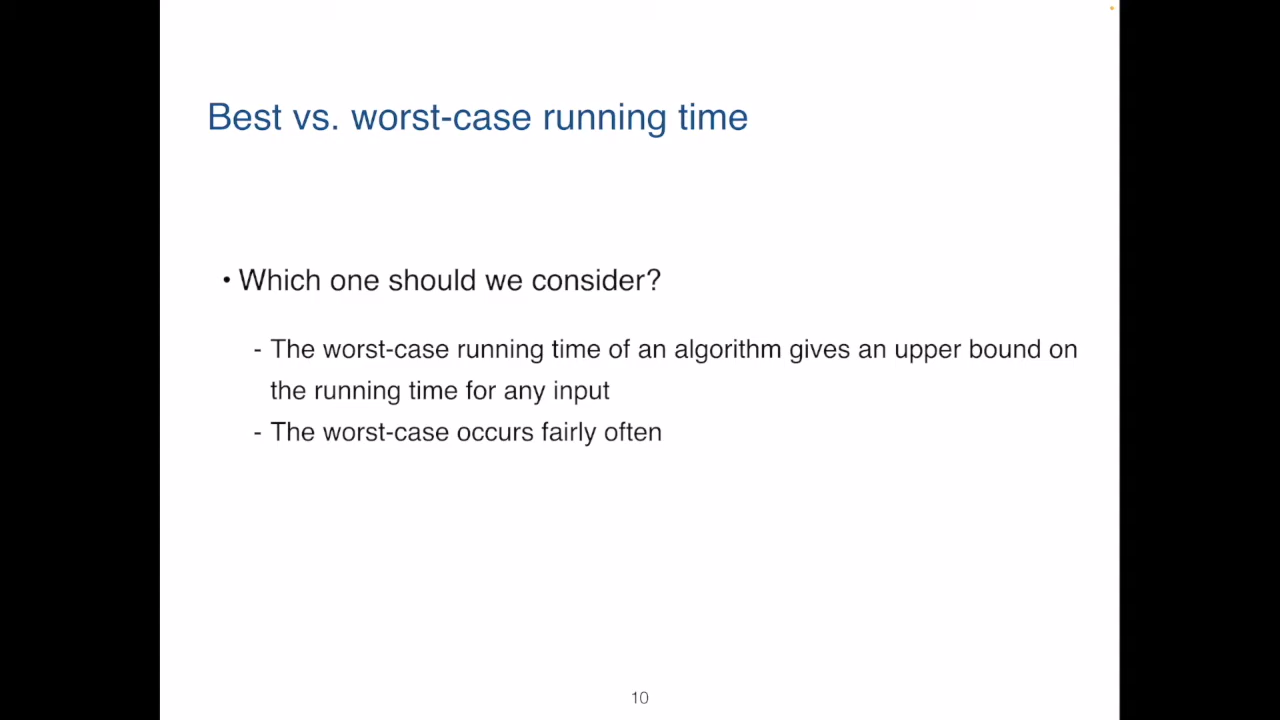 Best vs. worst-case running time
• Which one should we consider?
- The worst-case running time of an algorithm gives an upper bound on
the running time for any input
- The worst-case occurs fairly often
10